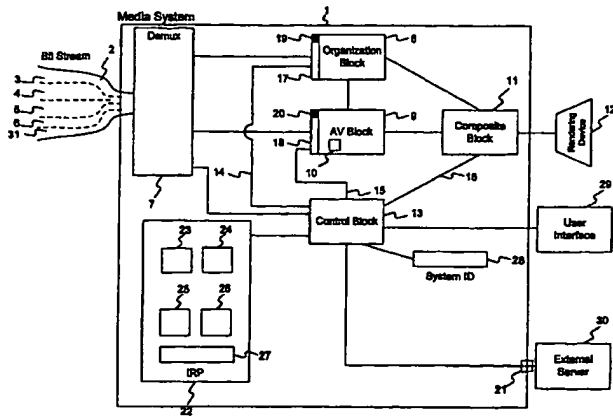 1
Media System
Demux
Bit Stream
2
3
4
5
6
31
7
19
Organization
Block
8
17
20
AV Block
9
18
10
11
Composite
Block
Rendering
Device
12
14
15
16
Control Block
13
29
User
Interface
28
System ID
23
24
25
26
27
IRP
22
30
External
Server
21